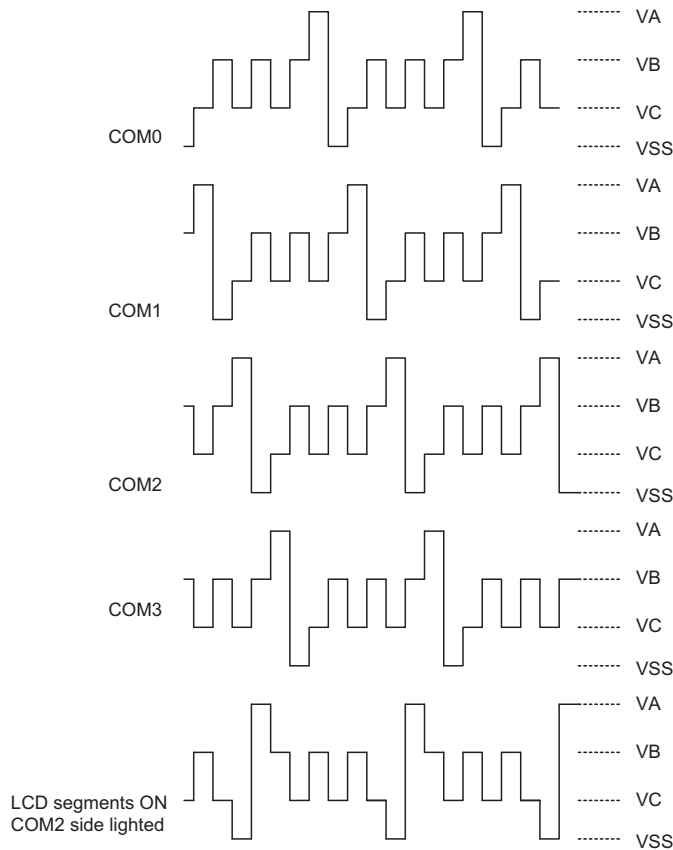 VA
VB
VC
COM0
VSS
VA
VB
VC
COM1
VSS
VA
VB
VC
COM2
VSS
VA
VB
COM3
VC
VSS
VA
VB
LCD segments ON
VC
COM2 side lighted
VSS